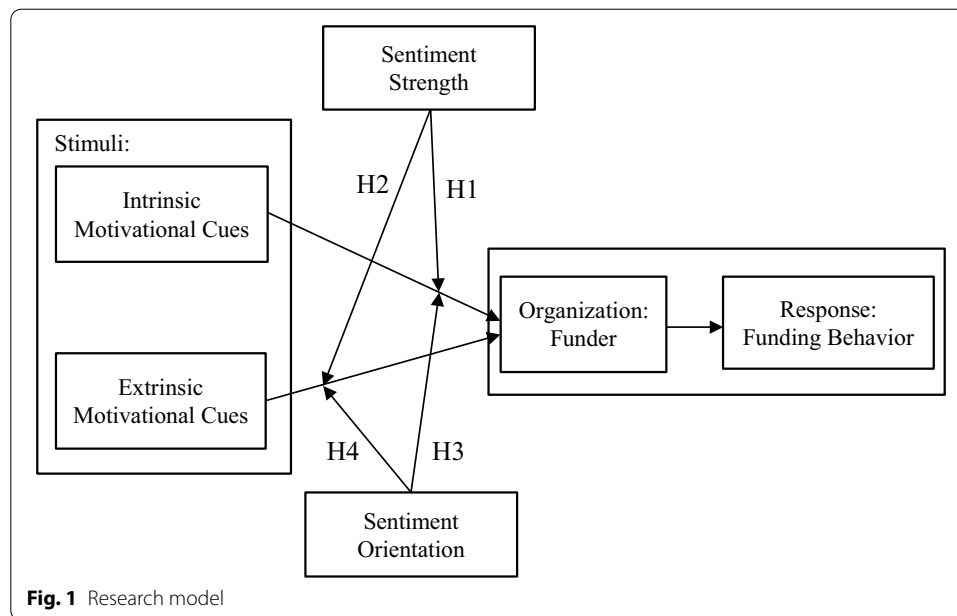 Sentiment
Strength
Stimuli:
Intrinsic
Motivational Cues
H2
H1
Organization:
Funder
Response:
Funding Behavior
Extrinsic
Motivational Cues
H4
H3
Sentiment
Orientation
Fig. 1 Research model